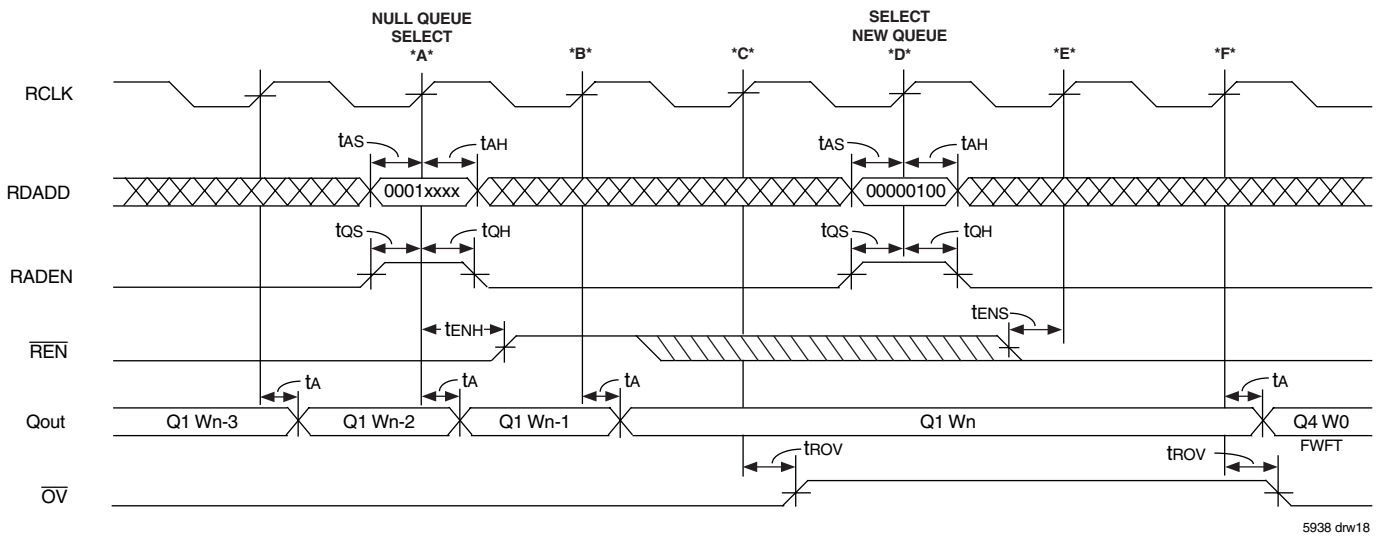 NULL QUEUE
SELECT
*A*
*B*
*C*
SELECT
NEW QUEUE
*D*
*E*
*F*
RCLK
tAS
tAH
tAS
tAH
RDADD
0001xxxx
00000100
tQS
tQH
tQS
tQH
RADEN
tENH
tENS
REN
tA
tA
tA
tA
Qout
Q1 Wn-3
Q1 Wn-2
Q1 Wn-1
Q1 Wn
Q4 W0
FWFT
tROV
tROV
OV
5938 drw18